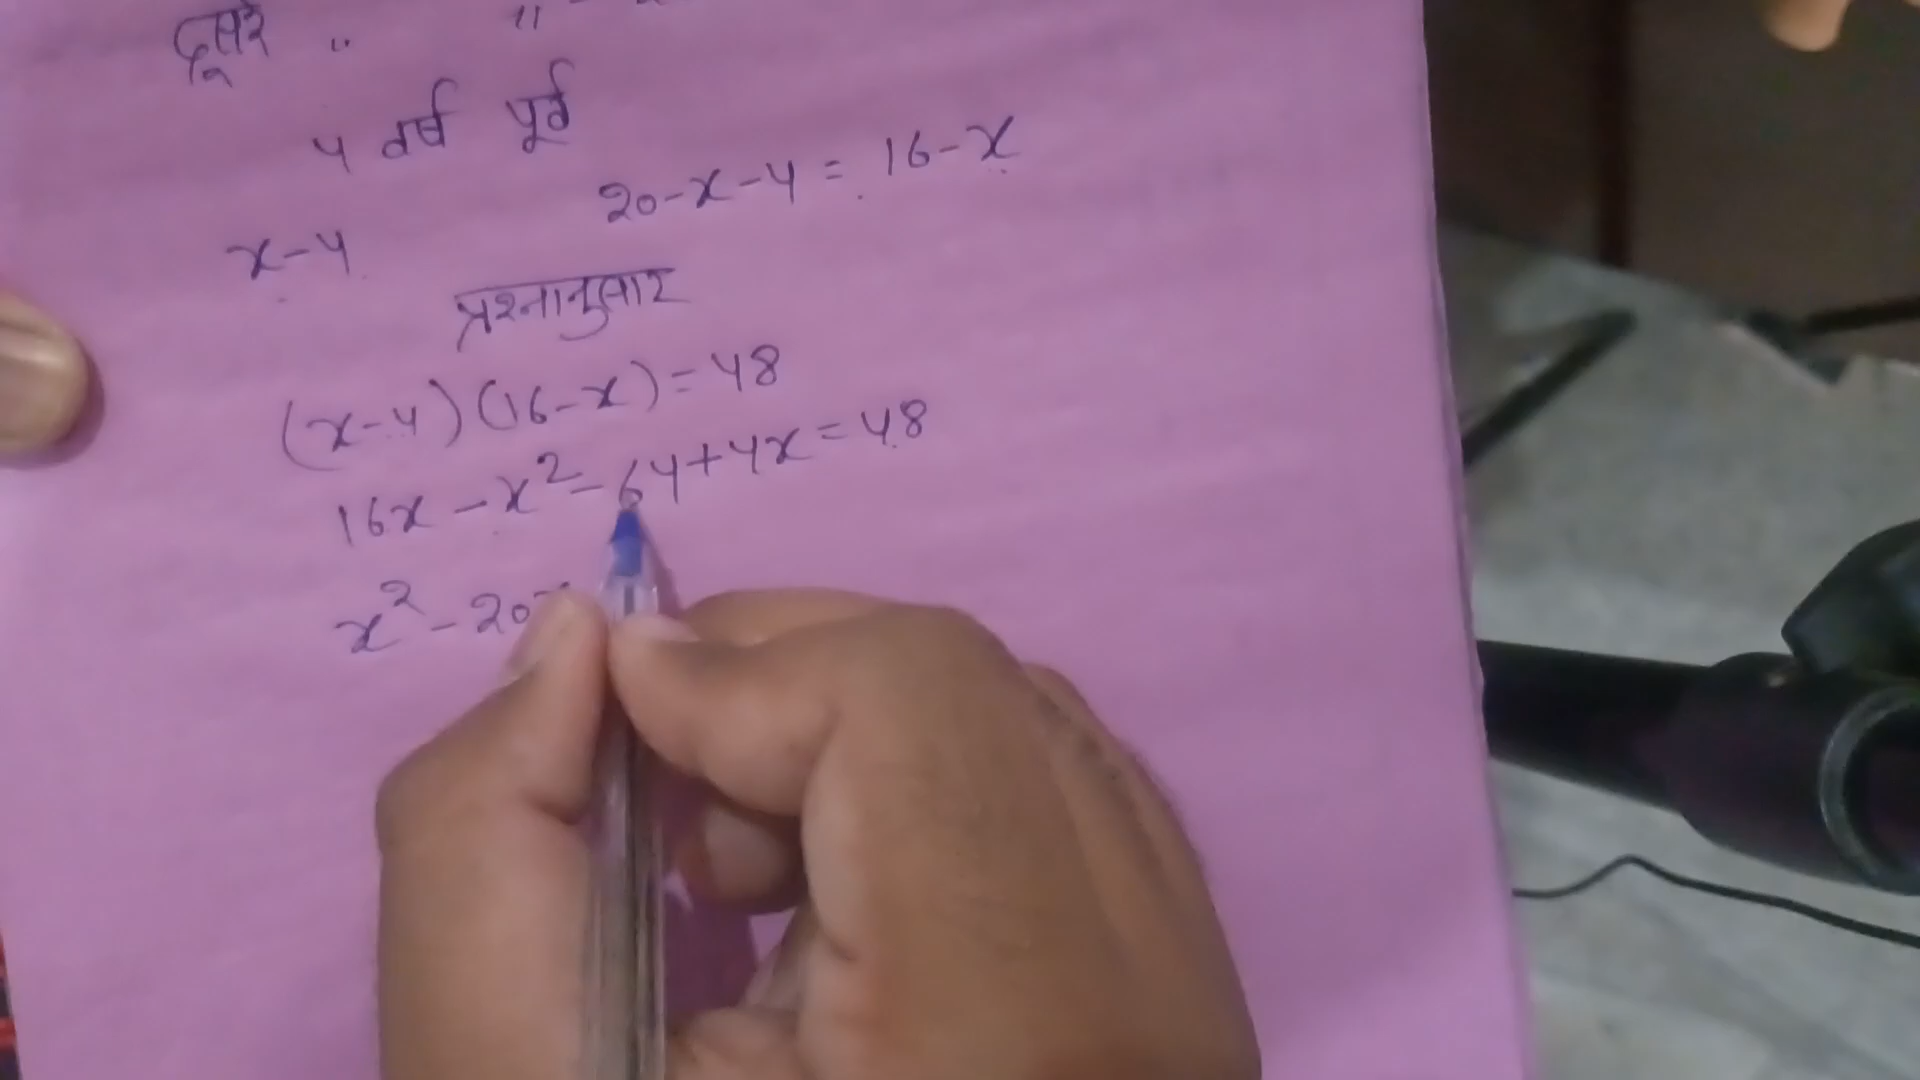 दूसरे " "
4 वर्ष पूर्व
20-x-4 = 16-x
x-4
प्रश्नानुसार
(x-4)(16-x)=48
16x-x²-64+4x=48
x²-20